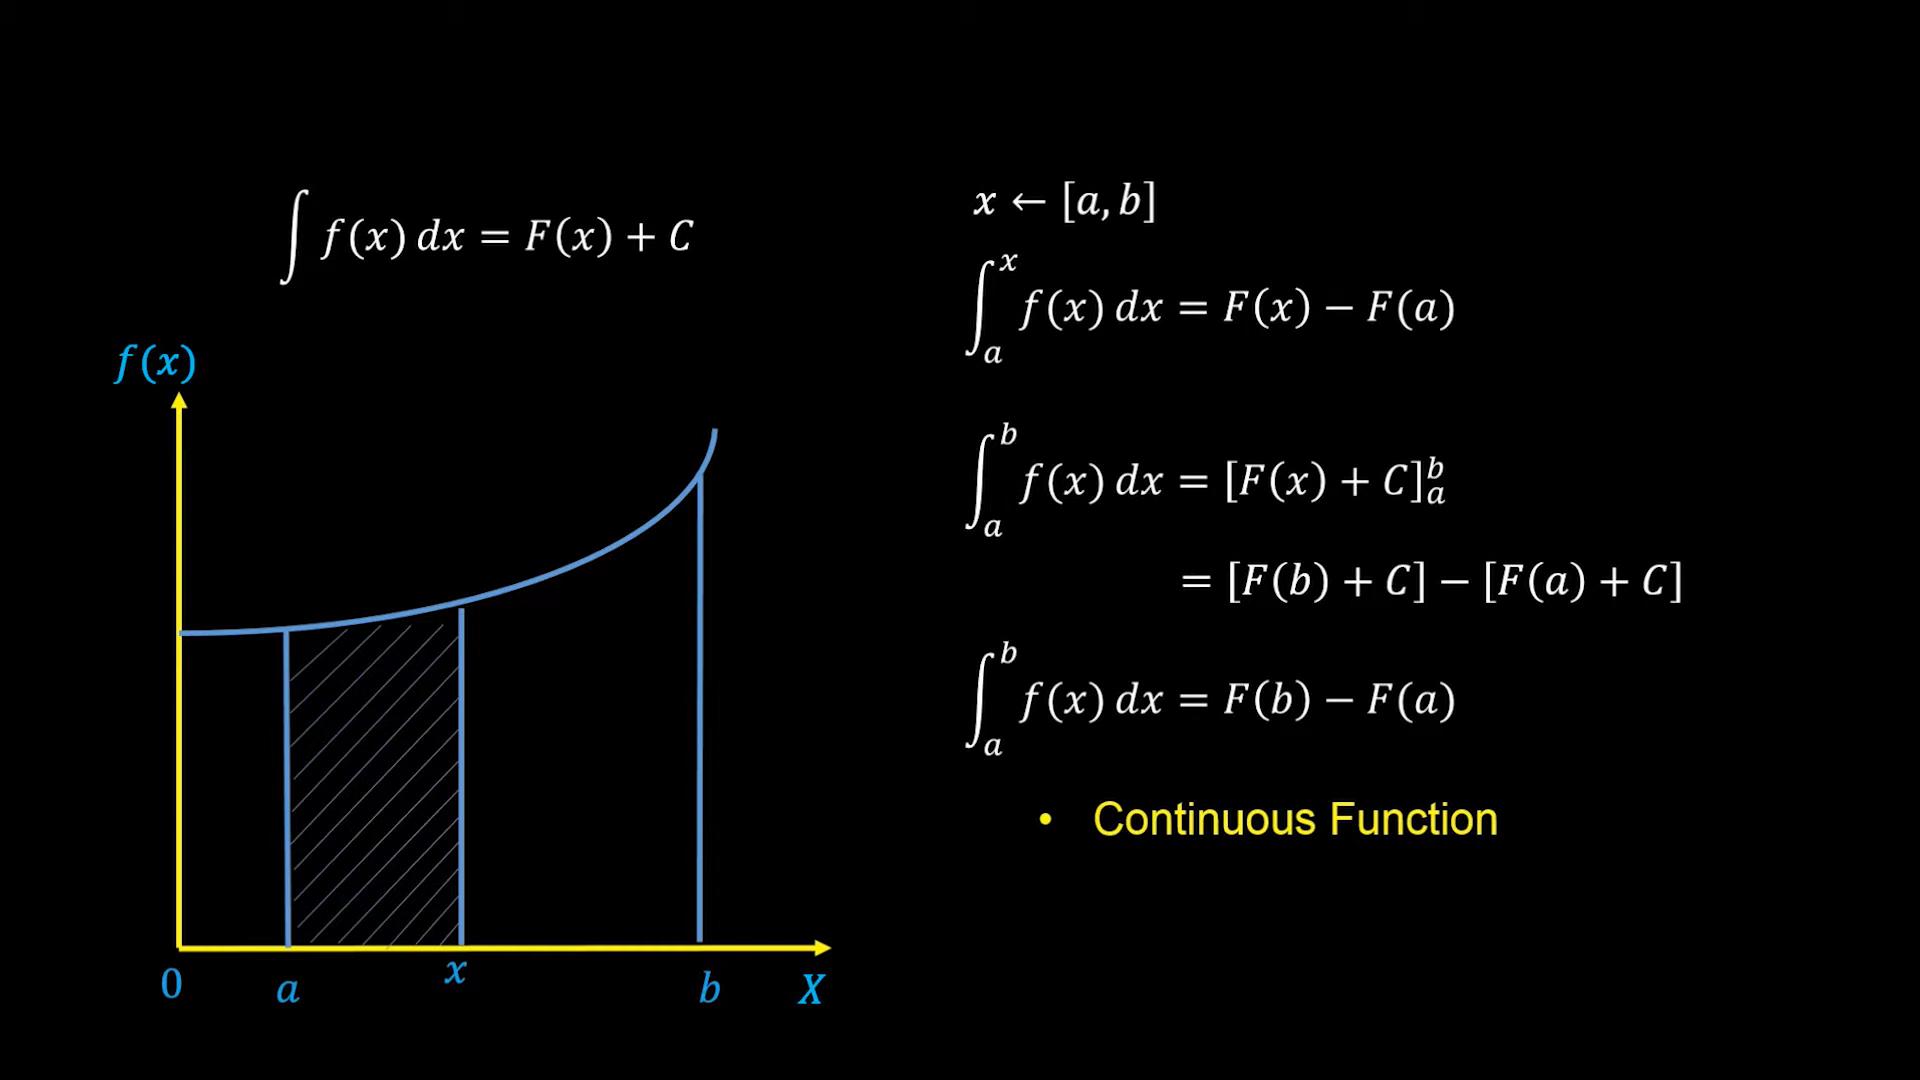 ∫ f(x) dx = F(x) + C
f(x)
0 a x b X
x ← [a, b]
∫ₐˣ f(x) dx = F(x) − F(a)
∫ₐᵇ f(x) dx = [F(x) + C]ₐᵇ
= [F(b) + C] − [F(a) + C]
∫ₐᵇ f(x) dx = F(b) − F(a)
• Continuous Function